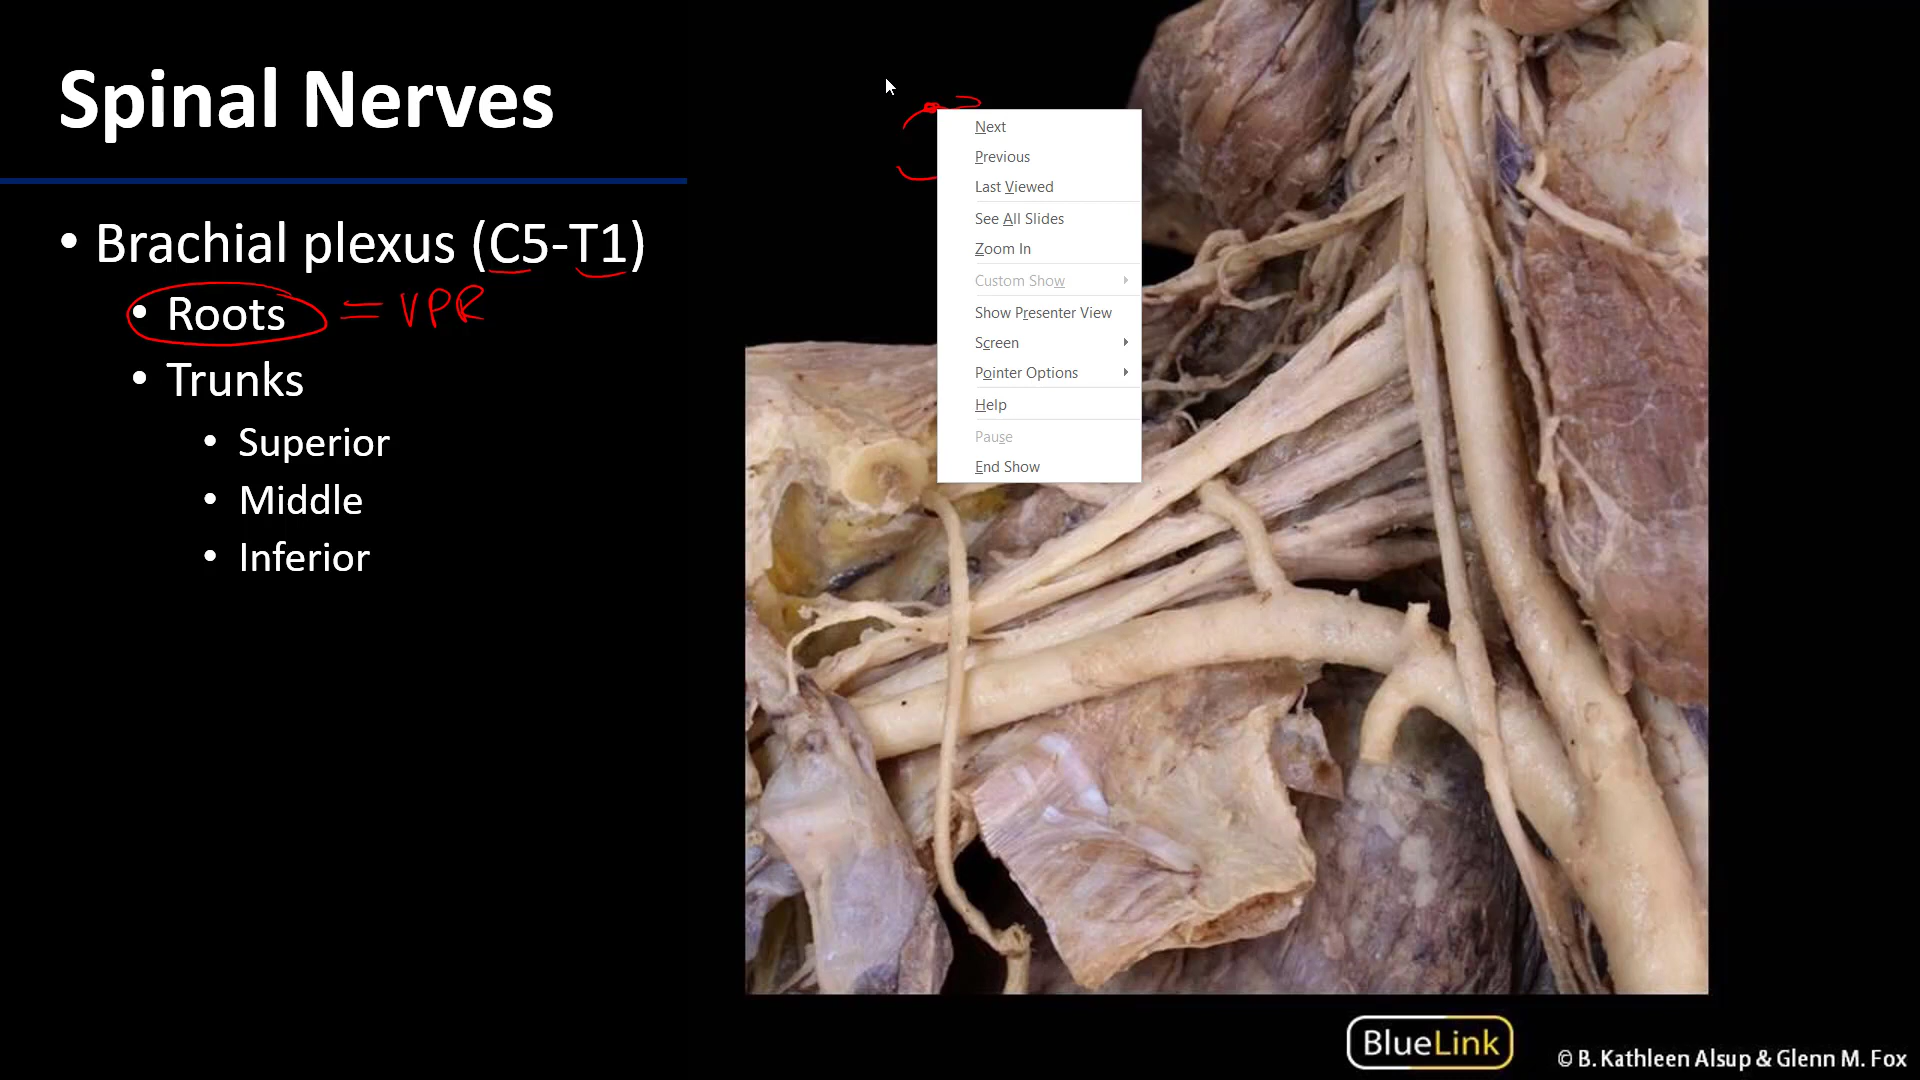 Spinal Nerves
• Brachial plexus (C5-T1)
• Roots = VPR
• Trunks
• Superior
• Middle
• Inferior
Next
Previous
Last Viewed
See All Slides
Zoom In
Custom Show
Show Presenter View
Screen
Pointer Options
Help
Pause
End Show
BlueLink
© B. Kathleen Alsup & Glenn M. Fox